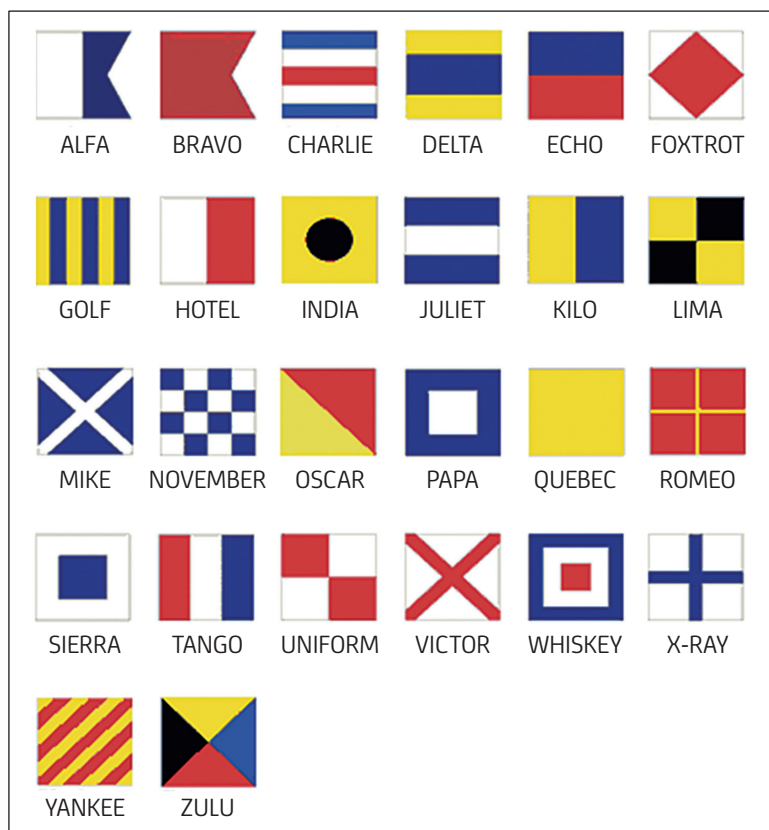 ALFA BRAVO CHARLIE DELTA ECHO FOXTROT
GOLF HOTEL INDIA JULIET KILO LIMA
MIKE NOVEMBER OSCAR PAPA QUEBEC ROMEO
SIERRA TANGO UNIFORM VICTOR WHISKEY X-RAY
YANKEE ZULU